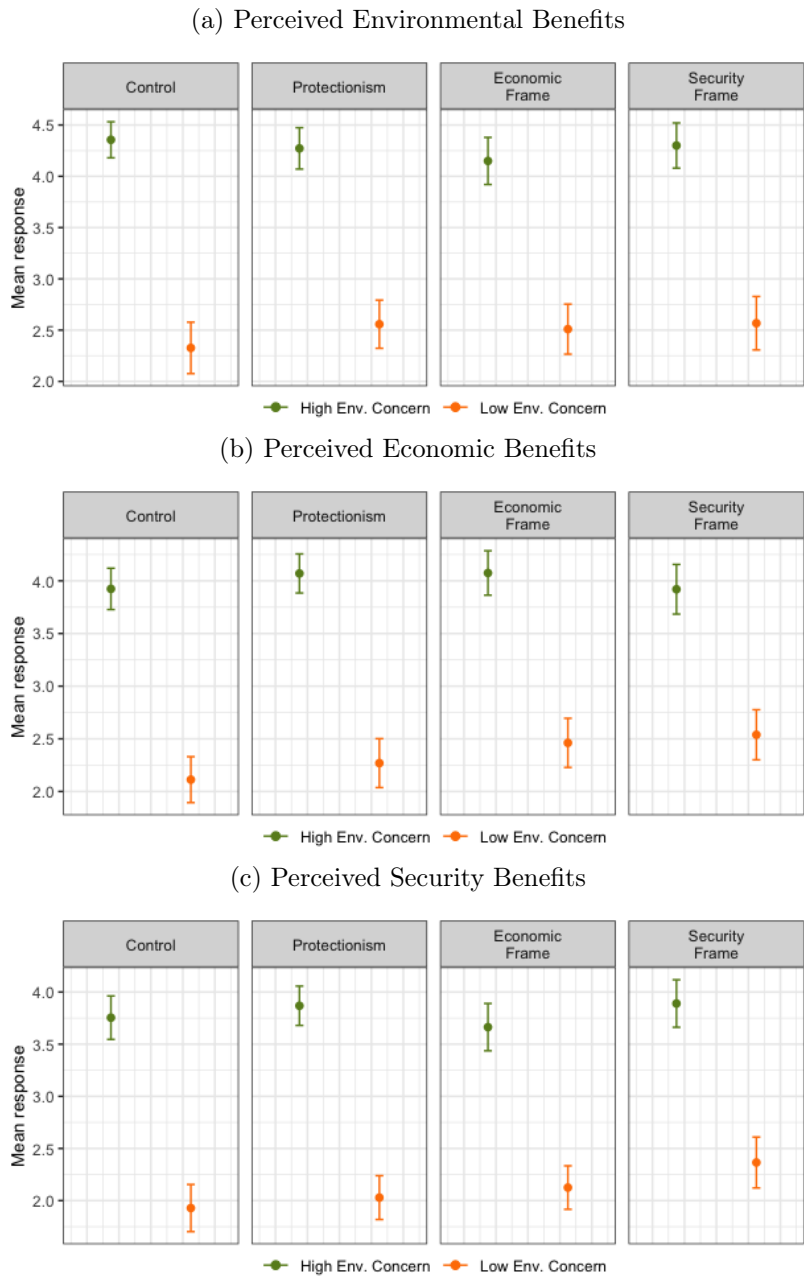 (a) Perceived Environmental Benefits
Control
Protectionism
Economic
Frame
Security
Frame
Mean response
4.5
4.0
3.5
3.0
2.5
2.0
High Env. Concern
Low Env. Concern
(b) Perceived Economic Benefits
Control
Protectionism
Economic
Frame
Security
Frame
Mean response
4.0
3.5
3.0
2.5
2.0
High Env. Concern
Low Env. Concern
(c) Perceived Security Benefits
Control
Protectionism
Economic
Frame
Security
Frame
Mean response
4.0
3.5
3.0
2.5
2.0
High Env. Concern
Low Env. Concern